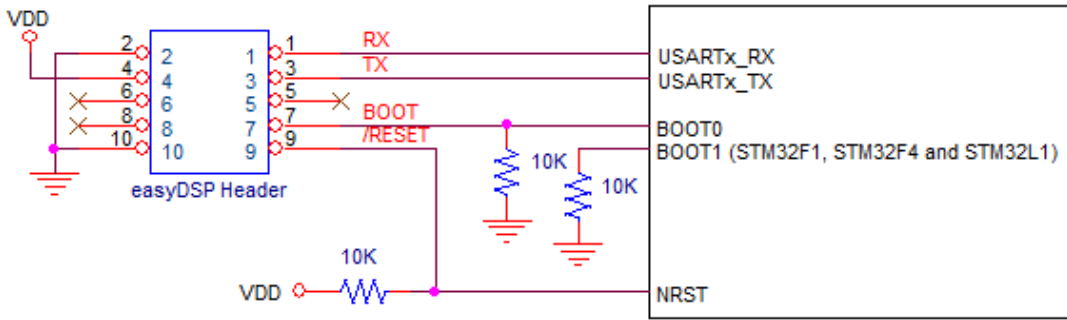 VDD
2 2 1 1 RX USARTx_RX
4 4 3 3 TX USARTx_TX
6 6 5 5
8 8 7 7 BOOT BOOT0
10 10 9 9 /RESET BOOT1 (STM32F1, STM32F4 and STM32L1)
10K
10K
easyDSP Header
10K
VDD NRST